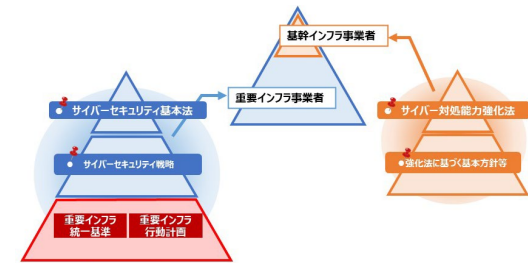 基幹インフラ事業者
重要インフラ事業者
サイバーセキュリティ基本法
サイバーセキュリティ戦略
重要インフラ
統一基準
重要インフラ
行動計画
サイバー対処能力強化法
強化法に基づく基本方針等